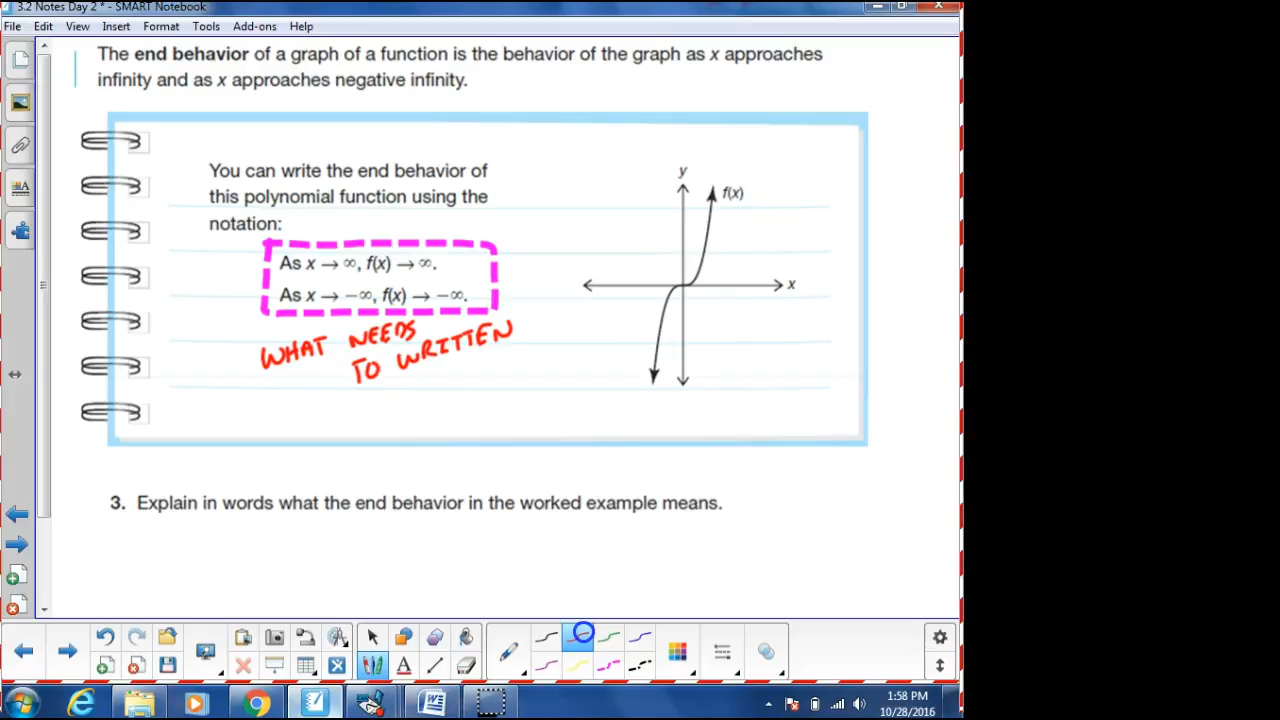 3.2 Notes Day 2 * - SMART Notebook
File Edit View Insert Format Tools Add-ons Help
The end behavior of a graph of a function is the behavior of the graph as x approaches
infinity and as x approaches negative infinity.
You can write the end behavior of
this polynomial function using the
notation:
As x → ∞, f(x) → ∞.
As x → −∞, f(x) → −∞.
WHAT NEEDS
TO WRITTEN
y
f(x)
x
3. Explain in words what the end behavior in the worked example means.
1:58 PM
10/28/2016